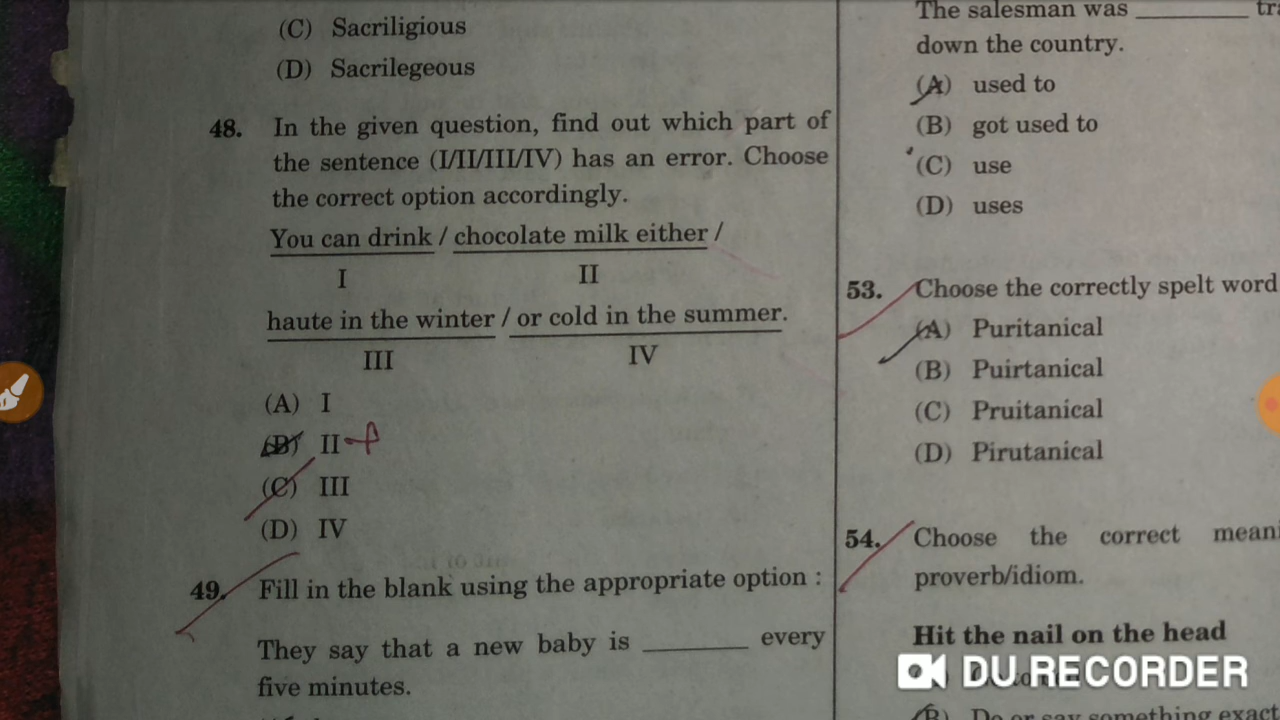 (C) Sacriligious
(D) Sacrilegeous
48. In the given question, find out which part of
the sentence (I/II/III/IV) has an error. Choose
the correct option accordingly.
You can drink / chocolate milk either /
I II
haute in the winter / or cold in the summer.
III IV
(A) I
(B) II
(C) III
(D) IV
49. Fill in the blank using the appropriate option :
They say that a new baby is ________ every
five minutes.
The salesman was ________
down the country.
(A) used to
(B) got used to
(C) use
(D) uses
53. Choose the correctly spelt word
(A) Puritanical
(B) Puirtanical
(C) Pruitanical
(D) Pirutanical
54. Choose the correct
proverb/idiom.
Hit the nail on the head
(B) Do or say something exact
DU RECORDER